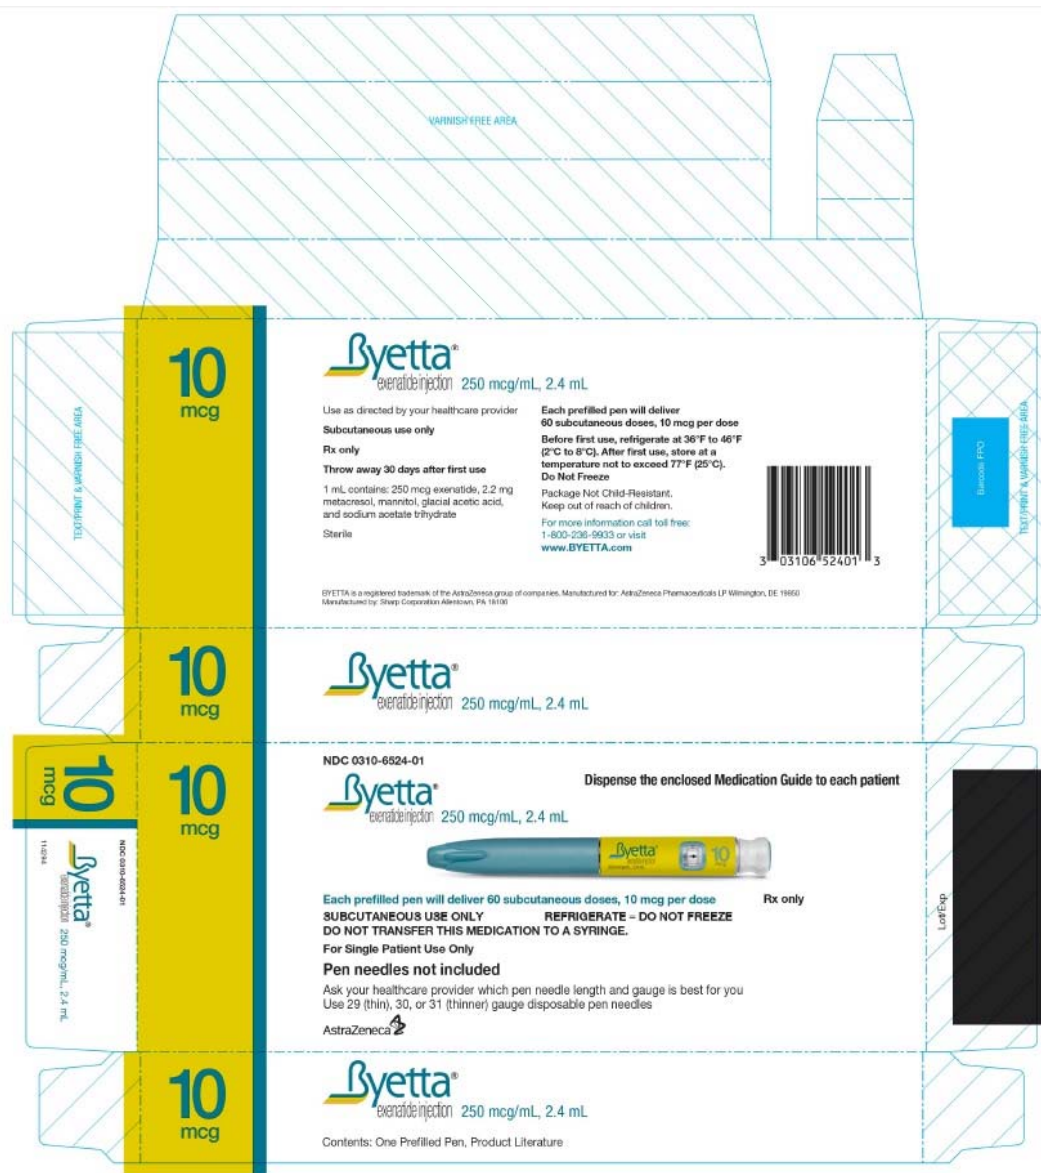 VARNISH FREE AREA
TEXT/PRINT & VARNISH FREE AREA
10
mcg
Byetta®
exenatide injection 250 mcg/mL, 2.4 mL
Use as directed by your healthcare provider
Subcutaneous use only
Rx only
Throw away 30 days after first use
1 mL contains: 250 mcg exenatide, 2.2 mg
metacresol, mannitol, glacial acetic acid,
and sodium acetate trihydrate
Sterile
Each prefilled pen will deliver
60 subcutaneous doses, 10 mcg per dose
Before first use, refrigerate at 36°F to 46°F
(2°C to 8°C). After first use, store at a
temperature not to exceed 77°F (25°C).
Do Not Freeze
Package Not Child-Resistant.
Keep out of reach of children.
For more information call toll free:
1-800-236-9933 or visit
www.BYETTA.com
3 03106 52401 3
Barcode FPO
TEXT/PRINT & VARNISH FREE AREA
BYETTA is a registered trademark of the AstraZeneca group of companies. Manufactured for: AstraZeneca Pharmaceuticals LP Wilmington, DE 19850
Manufactured by: Sharp Corporation Allentown, PA 18106
10
mcg
Byetta®
exenatide injection 250 mcg/mL, 2.4 mL
10
mcg
NDC 0310-6524-01
Byetta®
exenatide injection 250 mcg/mL, 2.4 mL
114294
10
mcg
NDC 0310-6524-01
Dispense the enclosed Medication Guide to each patient
Byetta®
exenatide injection 250 mcg/mL, 2.4 mL
Byetta
10
mcg
Each prefilled pen will deliver 60 subcutaneous doses, 10 mcg per dose Rx only
SUBCUTANEOUS USE ONLY REFRIGERATE – DO NOT FREEZE
DO NOT TRANSFER THIS MEDICATION TO A SYRINGE.
For Single Patient Use Only
Pen needles not included
Ask your healthcare provider which pen needle length and gauge is best for you
Use 29 (thin), 30, or 31 (thinner) gauge disposable pen needles
AstraZeneca
Lot/Exp
10
mcg
Byetta®
exenatide injection 250 mcg/mL, 2.4 mL
Contents: One Prefilled Pen, Product Literature